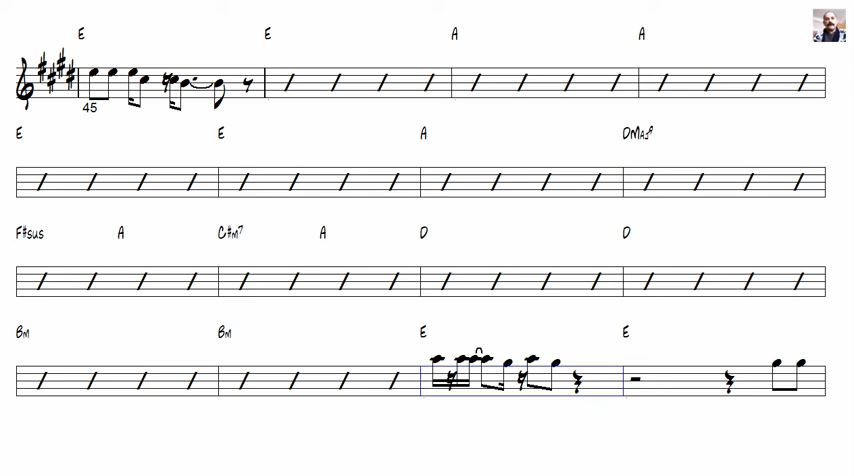 E E A A
45
E E A DMaj9
F#sus A C#m7 A D D
Bm Bm E E